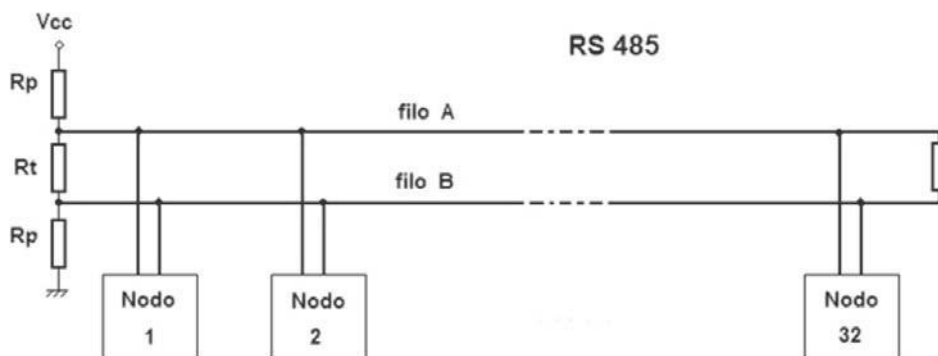 Vcc
RS 485
Rp
filo A
Rt
filo B
Rp
Nodo
1
Nodo
2
Nodo
32